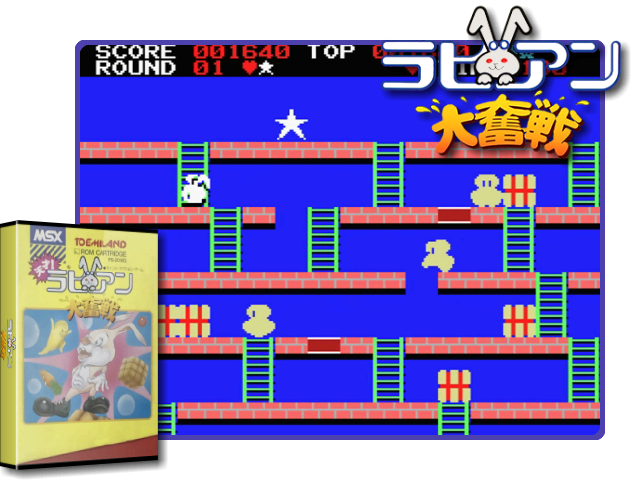 SCORE 001640 TOP
ROUND 01
ラビアン
大奮戦
MSX
TOEMILAND
ROM CARTRIDGE
ラビアン
大奮戦